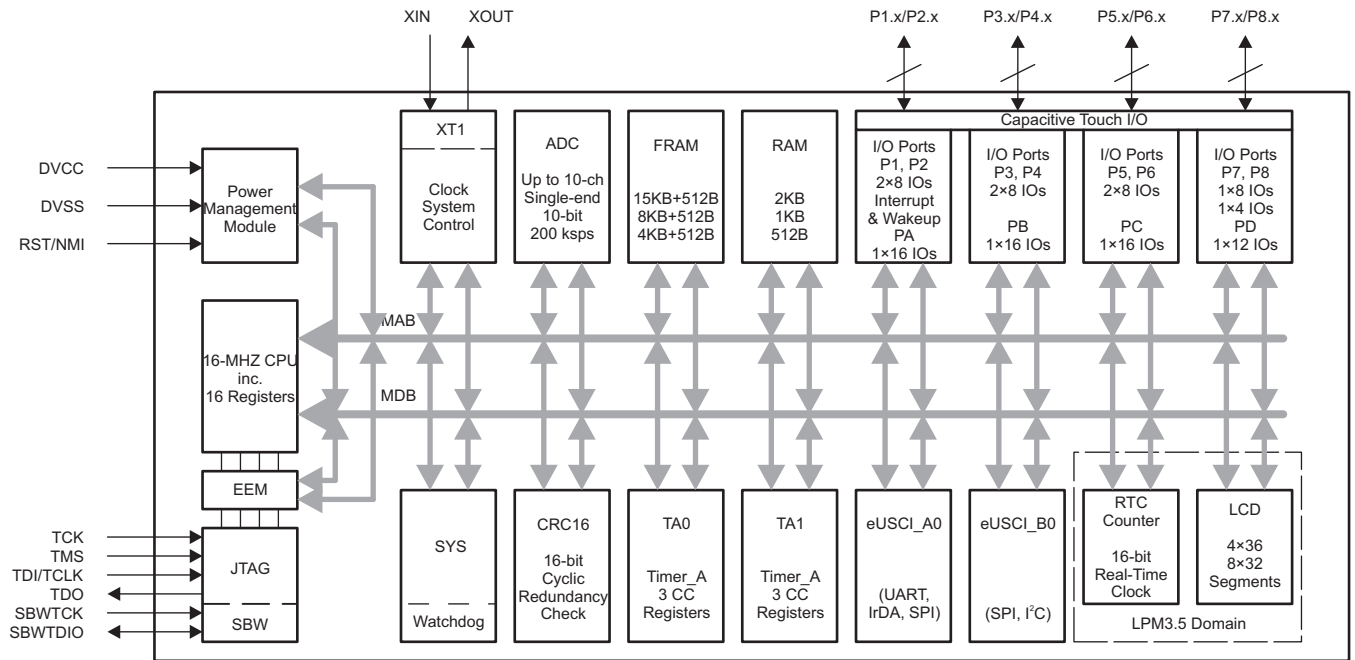 XIN
XOUT
P1.x/P2.x
P3.x/P4.x
P5.x/P6.x
P7.x/P8.x
DVCC
DVSS
RST/NMI
Power
Management
Module
XT1
Clock
System
Control
ADC
Up to 10-ch
Single-end
10-bit
200 ksps
FRAM
15KB+512B
8KB+512B
4KB+512B
RAM
2KB
1KB
512B
Capacitive Touch I/O
I/O Ports
P1, P2
2×8 IOs
Interrupt
& Wakeup
PA
1×16 IOs
I/O Ports
P3, P4
2×8 IOs
PB
1×16 IOs
I/O Ports
P5, P6
2×8 IOs
PC
1×16 IOs
I/O Ports
P7, P8
1×8 IOs
1×4 IOs
PD
1×12 IOs
MAB
MDB
16-MHZ CPU
inc.
16 Registers
EEM
TCK
TMS
TDI/TCLK
TDO
SBWTCK
SBWTDIO
JTAG
SBW
SYS
Watchdog
CRC16
16-bit
Cyclic
Redundancy
Check
TA0
Timer_A
3 CC
Registers
TA1
Timer_A
3 CC
Registers
eUSCI_A0
(UART,
IrDA, SPI)
eUSCI_B0
(SPI, I²C)
RTC
Counter
16-bit
Real-Time
Clock
LCD
4×36
8×32
Segments
LPM3.5 Domain